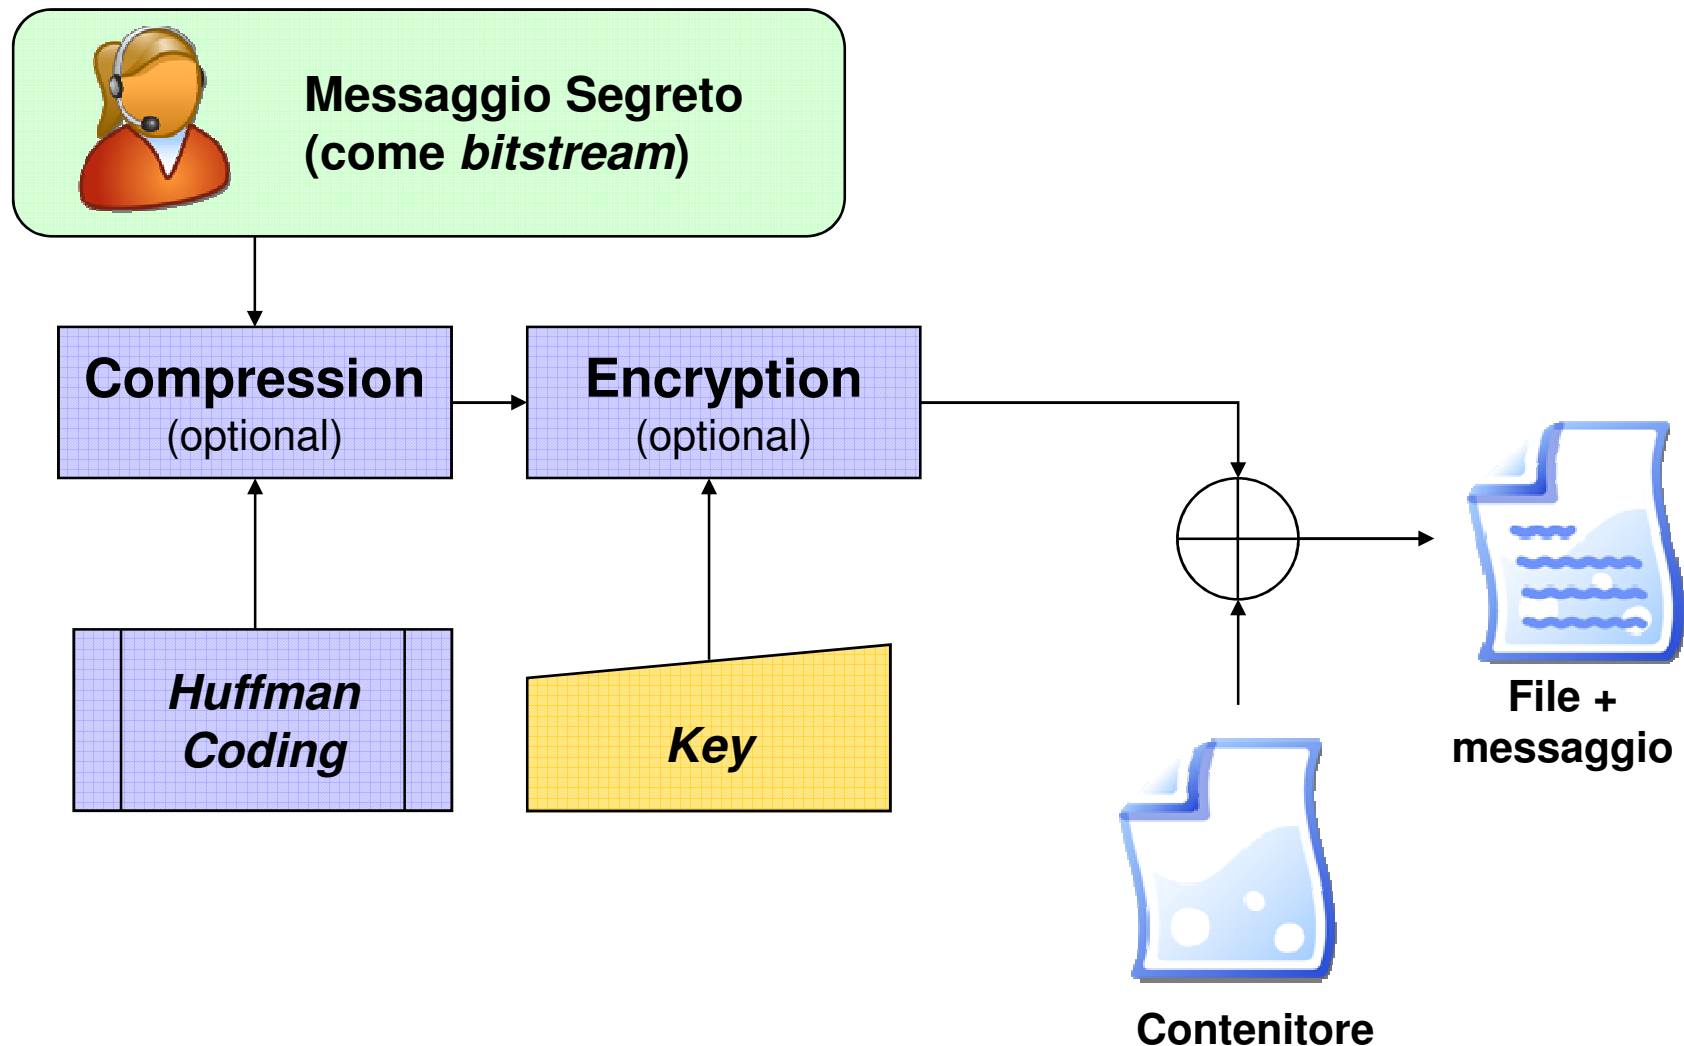 Messaggio Segreto
(come bitstream)
Compression
(optional)
Encryption
(optional)
Huffman
Coding
Key
File +
messaggio
Contenitore